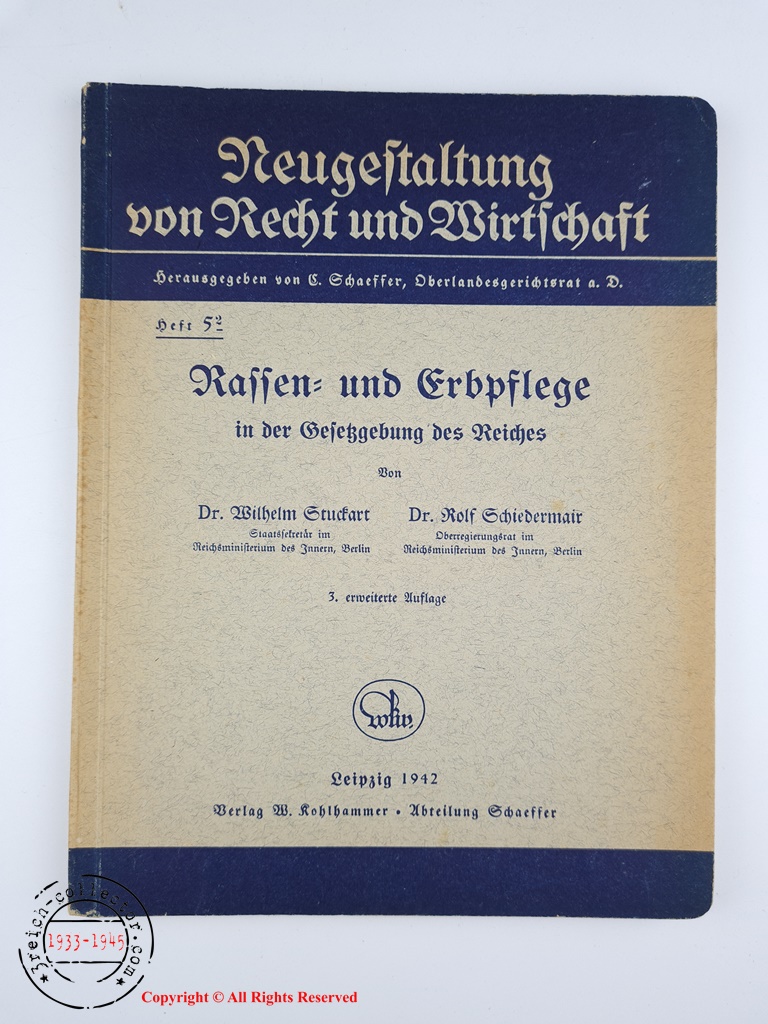 Neugestaltung
von Recht und Wirtschaft
Herausgegeben von C. Schaeffer, Oberlandesgerichtsrat a. D.
Heft 5²
Rassen- und Erbpflege
in der Gesetzgebung des Reiches
Von
Dr. Wilhelm Stuckart
Staatssekretär im
Reichsministerium des Innern, Berlin
Dr. Rolf Schiedermair
Oberregierungsrat im
Reichsministerium des Innern, Berlin
3. erweiterte Auflage
wkv.
Leipzig 1942
Verlag W. Kohlhammer • Abteilung Schaeffer
3reich-collector.com
1933-1945
Copyright © All Rights Reserved